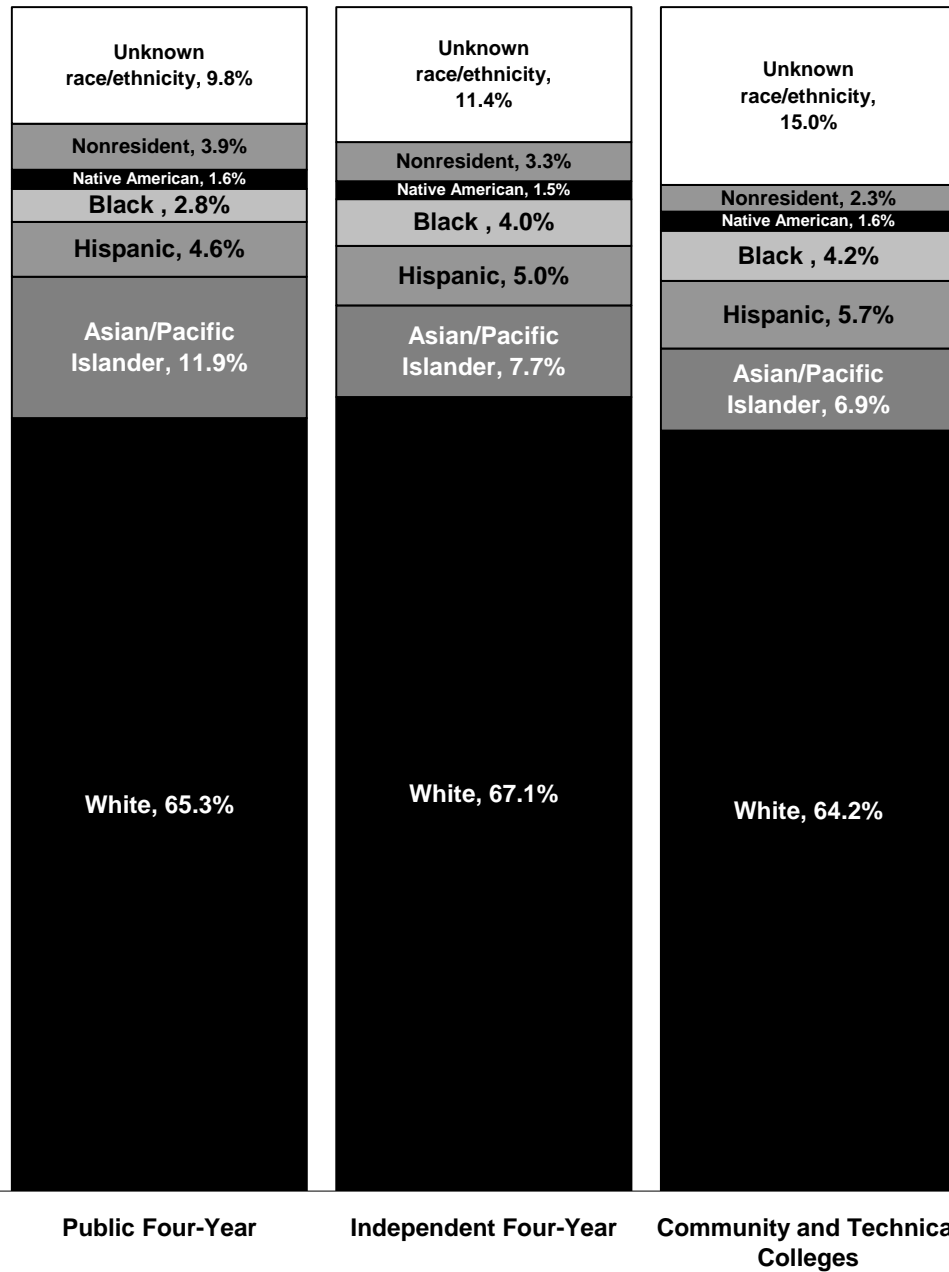 Unknown
race/ethnicity, 9.8%
Nonresident, 3.9%
Native American, 1.6%
Black , 2.8%
Hispanic, 4.6%
Asian/Pacific
Islander, 11.9%
White, 65.3%
Public Four-Year
Unknown
race/ethnicity,
11.4%
Nonresident, 3.3%
Native American, 1.5%
Black , 4.0%
Hispanic, 5.0%
Asian/Pacific
Islander, 7.7%
White, 67.1%
Independent Four-Year
Unknown
race/ethnicity,
15.0%
Nonresident, 2.3%
Native American, 1.6%
Black , 4.2%
Hispanic, 5.7%
Asian/Pacific
Islander, 6.9%
White, 64.2%
Community and Technica
Colleges